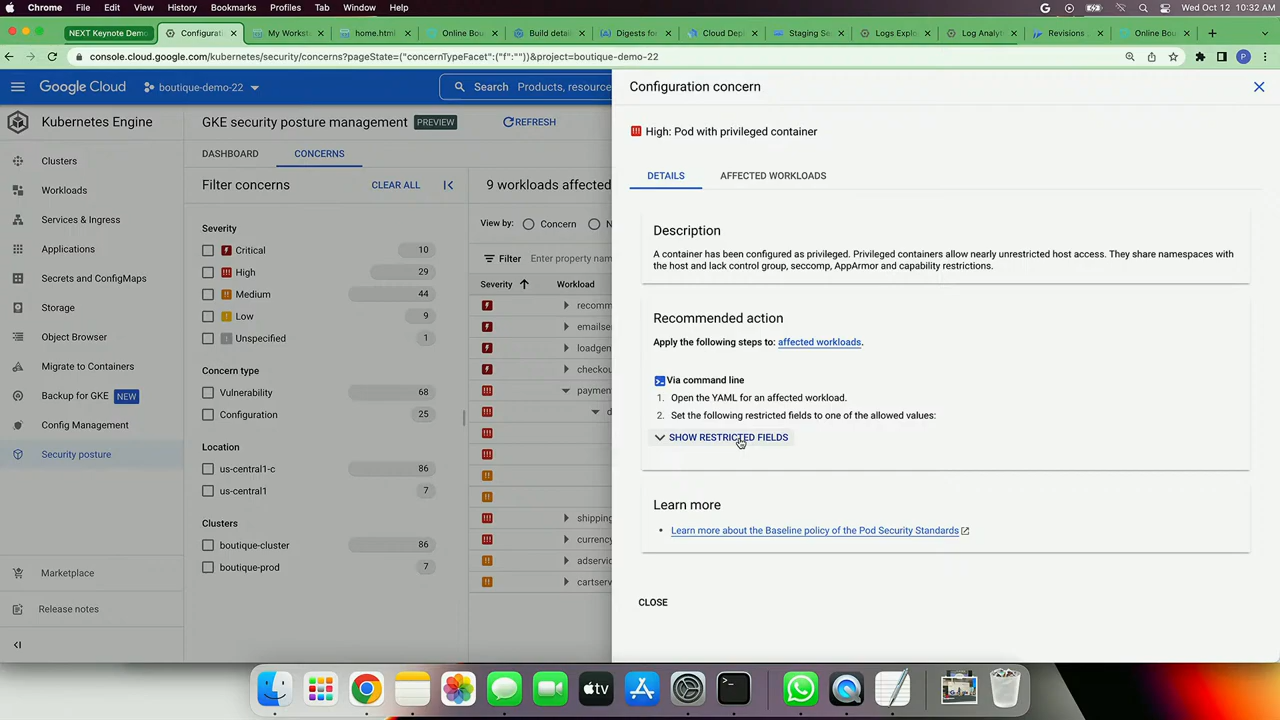 Chrome File Edit View History Bookmarks Profiles Tab Window Help
Wed Oct 12 10:32 AM
NEXT Keynote Demo
Configurati
My Workst
home.html
Online Bou
Build detai
Digests for
Cloud Dep
Staging Se
Logs Explo
Log Analyt
Revisions
Online Bou
console.cloud.google.com/kubernetes/security/concerns?pageState=("concernTypeFacet":("f":""))&project=boutique-demo-22
Google Cloud
boutique-demo-22
Search Products, resource
Kubernetes Engine
Clusters
Workloads
Services & Ingress
Applications
Secrets and ConfigMaps
Storage
Object Browser
Migrate to Containers
Backup for GKE NEW
Config Management
Security posture
Marketplace
Release notes
GKE security posture management PREVIEW REFRESH
DASHBOARD CONCERNS
Filter concerns CLEAR ALL
Severity
Critical 10
High 29
Medium 44
Low 9
Unspecified 1
Concern type
Vulnerability 68
Configuration 25
Location
us-central1-c 86
us-central1 7
Clusters
boutique-cluster 86
boutique-prod 7
9 workloads affected
View by: Concern N
Filter Enter property nam
Severity Workload
recomm
emailse
loadgen
checkou
paymen
d
shipping
currenc
adservic
cartserv
Configuration concern
High: Pod with privileged container
DETAILS AFFECTED WORKLOADS
Description
A container has been configured as privileged. Privileged containers allow nearly unrestricted host access. They share namespaces with
the host and lack control group, seccomp, AppArmor and capability restrictions.
Recommended action
Apply the following steps to: affected workloads.
Via command line
1. Open the YAML for an affected workload.
2. Set the following restricted fields to one of the allowed values:
SHOW RESTRICTED FIELDS
Learn more
• Learn more about the Baseline policy of the Pod Security Standards
CLOSE
tv